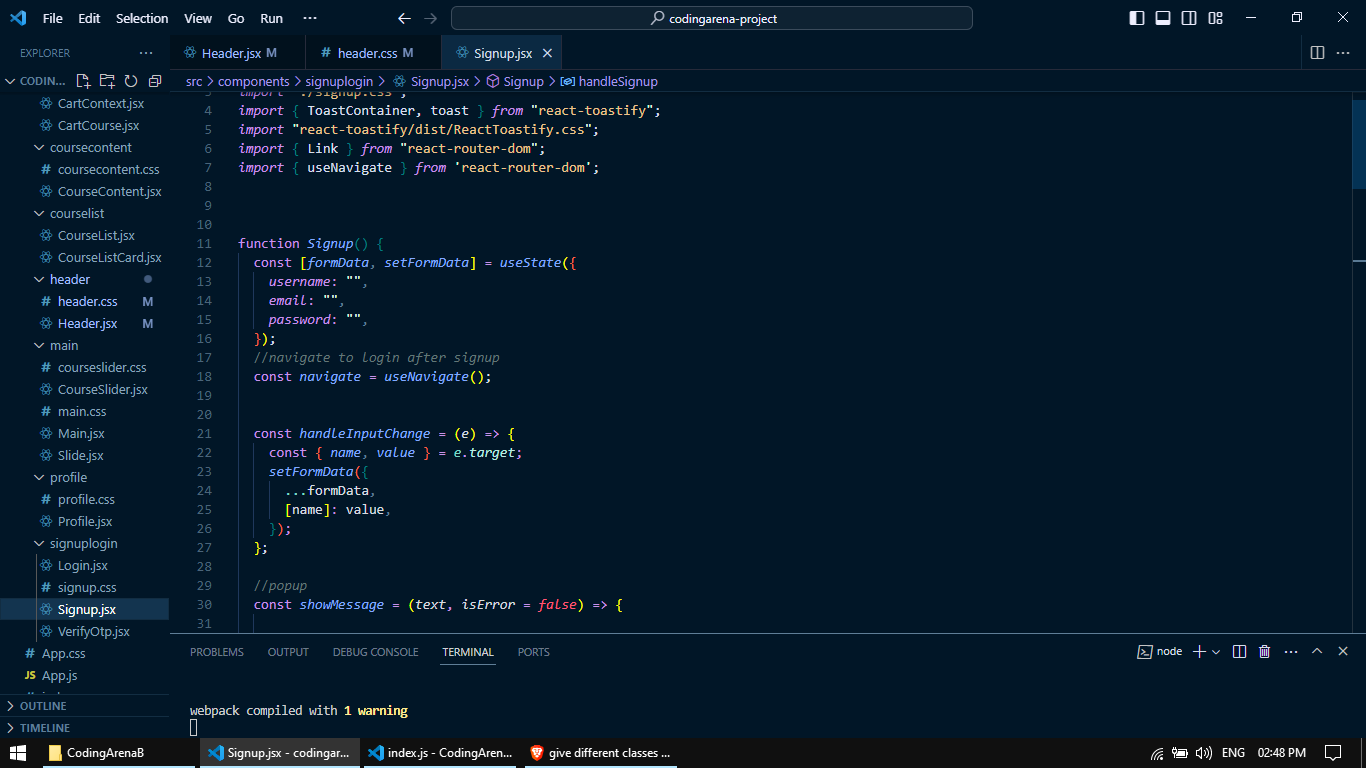 File Edit Selection View Go Run ··· codingarena-project
EXPLORER ···
CODIN...
CartContext.jsx
CartCourse.jsx
coursecontent
# coursecontent.css
CourseContent.jsx
courselist
CourseList.jsx
CourseListCard.jsx
header
# header.css M
Header.jsx M
main
# courseslider.css
CourseSlider.jsx
# main.css
Main.jsx
Slide.jsx
profile
# profile.css
Profile.jsx
signuplogin
Login.jsx
# signup.css
Signup.jsx
VerifyOtp.jsx
# App.css
JS App.js
OUTLINE
TIMELINE
Header.jsx M # header.css M Signup.jsx
src > components > signuplogin > Signup.jsx > Signup > handleSignup
3 import "./signup.css";
4 import { ToastContainer, toast } from "react-toastify";
5 import "react-toastify/dist/ReactToastify.css";
6 import { Link } from "react-router-dom";
7 import { useNavigate } from 'react-router-dom';
8
9
10
11 function Signup() {
12 const [formData, setFormData] = useState({
13 username: "",
14 email: "",
15 password: "",
16 });
17 //navigate to login after signup
18 const navigate = useNavigate();
19
20
21 const handleInputChange = (e) => {
22 const { name, value } = e.target;
23 setFormData({
24 ...formData,
25 [name]: value,
26 });
27 };
28
29 //popup
30 const showMessage = (text, isError = false) => {
31
PROBLEMS OUTPUT DEBUG CONSOLE TERMINAL PORTS node
webpack compiled with 1 warning
CodingArenaB Signup.jsx - codingar... index.js - CodingAren... give different classes ... ENG 02:48 PM